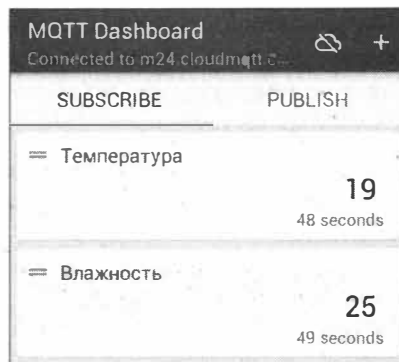 MQTT Dashboard
Connected to m24.cloudmqtt.c...
SUBSCRIBE PUBLISH
Температура
19
48 seconds
Влажность
25
49 seconds